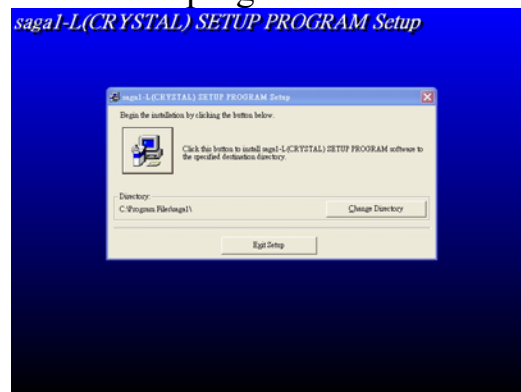 saga1-L(CRYSTAL) SETUP PROGRAM Setup
saga1-L(CRYSTAL) SETUP PROGRAM Setup
Begin the installation by clicking the button below.
Click this button to install saga1-L(CRYTSTAL) SETUP PROGRAM software to
the specified destination directory.
Directory:
C:\Program Files\saga1\
Change Directory
Exit Setup